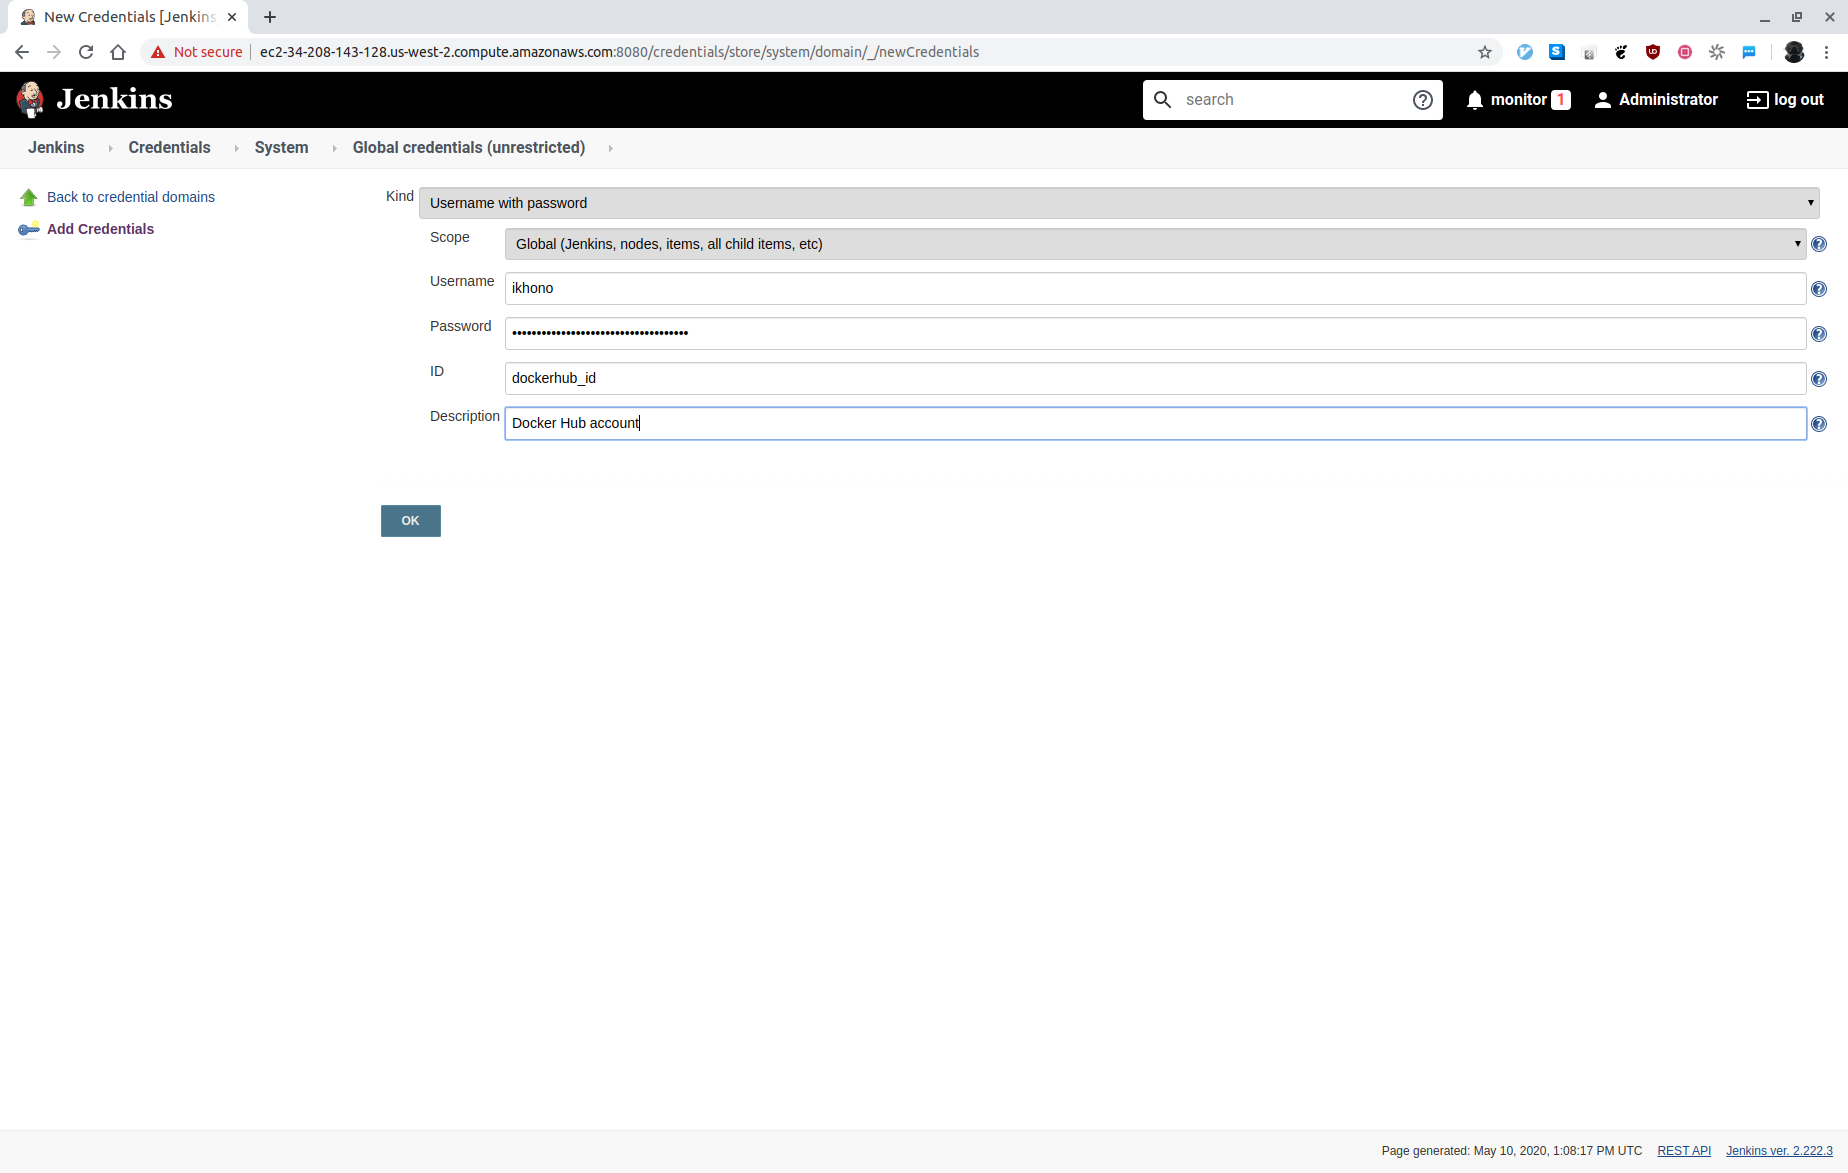 New Credentials [Jenkins
Not secure
ec2-34-208-143-128.us-west-2.compute.amazonaws.com:8080/credentials/store/system/domain/_/newCredentials
Jenkins
search
monitor 1
Administrator
log out
Jenkins
Credentials
System
Global credentials (unrestricted)
Back to credential domains
Add Credentials
Kind
Username with password
Scope
Global (Jenkins, nodes, items, all child items, etc)
Username
ikhono
Password
••••••••••••••••••••••••••••••••••••
ID
dockerhub_id
Description
Docker Hub account
OK
Page generated: May 10, 2020, 1:08:17 PM UTC
REST API
Jenkins ver. 2.222.3